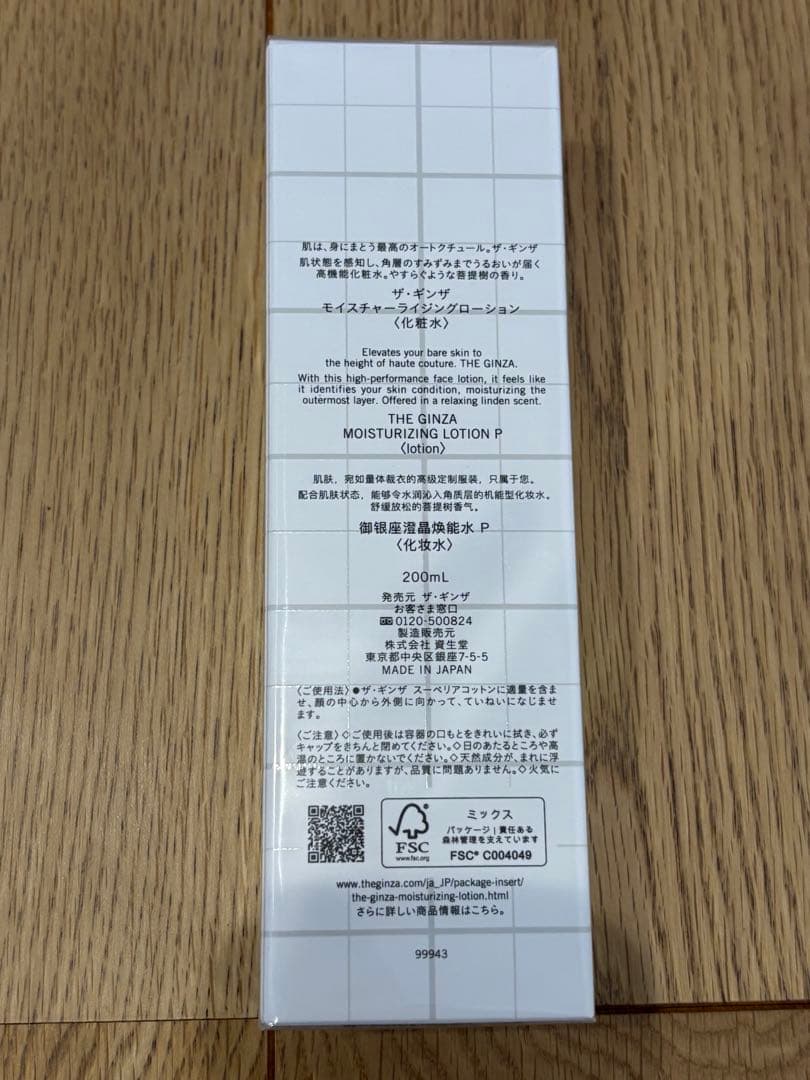 肌は、身にまとう最高のオートクチュール。ザ・ギンザ
肌状態を感知し、角層のすみずみまでうるおいが届く
高機能化粧水。やすらぐような菩提樹の香り。
ザ・ギンザ
モイスチャーライジングローション
〈化粧水〉
Elevates your bare skin to
the height of haute couture. THE GINZA.
With this high-performance face lotion, it feels like
it identifies your skin condition, moisturizing the
outermost layer. Offered in a relaxing linden scent.
THE GINZA
MOISTURIZING LOTION P
〈lotion〉
肌肤，宛如量体裁衣的高级定制服装，只属于您。
配合肌肤状态，能够令水润沁入角质层的机能型化妆水。
舒缓放松的菩提树香气。
御银座澄晶焕能水 P
〈化妆水〉
200mL
発売元 ザ・ギンザ
お客さま窓口
0120-500824
製造販売元
株式会社 資生堂
東京都中央区銀座7-5-5
MADE IN JAPAN
〈ご使用法〉●ザ・ギンザ スーペリアコットンに適量を含ま
せ、顔の中心から外側に向かって、ていねいになじませ
ます。
〈ご注意〉◇ご使用後は容器の口もとをきれいに拭き、必ず
キャップをきちんと閉めてください。◇日のあたるところや高
温のところに置かないでください。◇天然成分が、まれに浮
遊することがありますが、品質に問題ありません。◇火気に
ご注意ください。
FSC
www.fsc.org
ミックス
パッケージ｜責任ある
森林管理を支えています
FSC® C004049
www.theginza.com/ja_JP/package-insert/
the-ginza-moisturizing-lotion.html
さらに詳しい商品情報はこちら。
99943